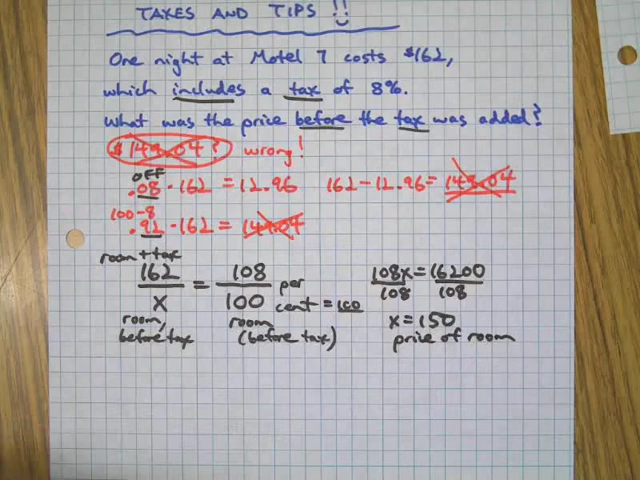 TAXES AND TIPS !!
One night at Motel 7 costs $162,
which includes a tax of 8%.
What was the price before the tax was added?
$149.04? wrong!
OFF
.08 · 162 = 12.96 162 - 12.96 = 149.04
100-8
.92 · 162 = 149.04
room + tax
162 / x = 108 / 100 per cent = 100
room, before tax
room (before tax)
108x = 16200
108 108
x = 150
price of room